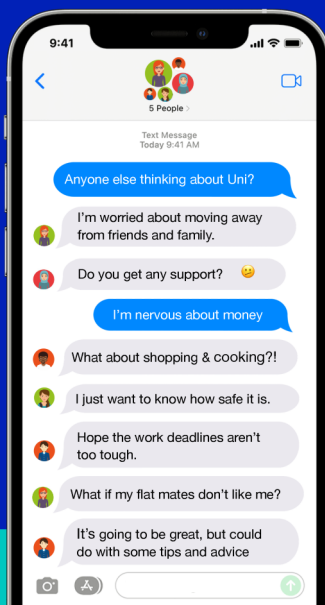 9:41
5 People
Text Message
Today 9:41 AM
Anyone else thinking about Uni?
I'm worried about moving away
from friends and family.
Do you get any support? 🫤
I'm nervous about money
What about shopping & cooking?!
I just want to know how safe it is.
Hope the work deadlines aren't
too tough.
What if my flat mates don't like me?
It's going to be great, but could
do with some tips and advice